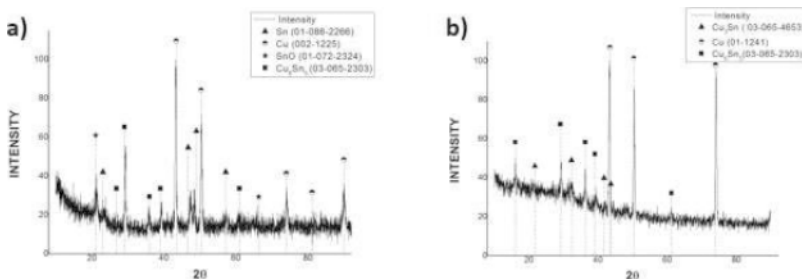 a)
Intensity
Sn (01-086-2266)
Cu (002-1225)
SnO (01-072-2324)
Cu₆Sn₅ (03-065-2303)
INTENSITY
100
80
60
40
20
0
20
40
60
80
2θ
b)
Intensity
Cu₃Sn (03-065-4653)
Cu (01-1241)
Cu₆Sn₅ (03-065-2303)
INTENSITY
100
80
60
40
20
0
20
40
60
80
2θ